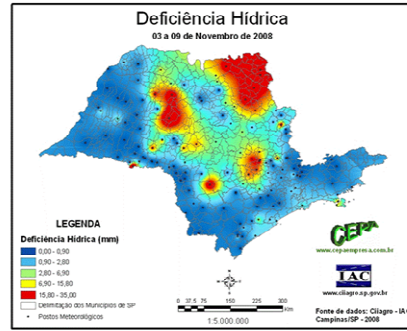 Deficiência Hídrica
03 a 09 de Novembro de 2008
LEGENDA
Deficiência Hídrica (mm)
0,00 - 0,90
0,90 - 2,80
2,80 - 6,90
6,90 - 15,80
15,80 - 35,00
Delimitação dos Municípios de SP
Postos Meteorológicos
CEPA
www.cepaempresa.com.br
IAC
www.ciiagro.sp.gov.br
0 37,5 75 150 225 300
Km
1:5.000.000
Fonte de dados: Ciiagro - IAC
Campinas/SP - 2008